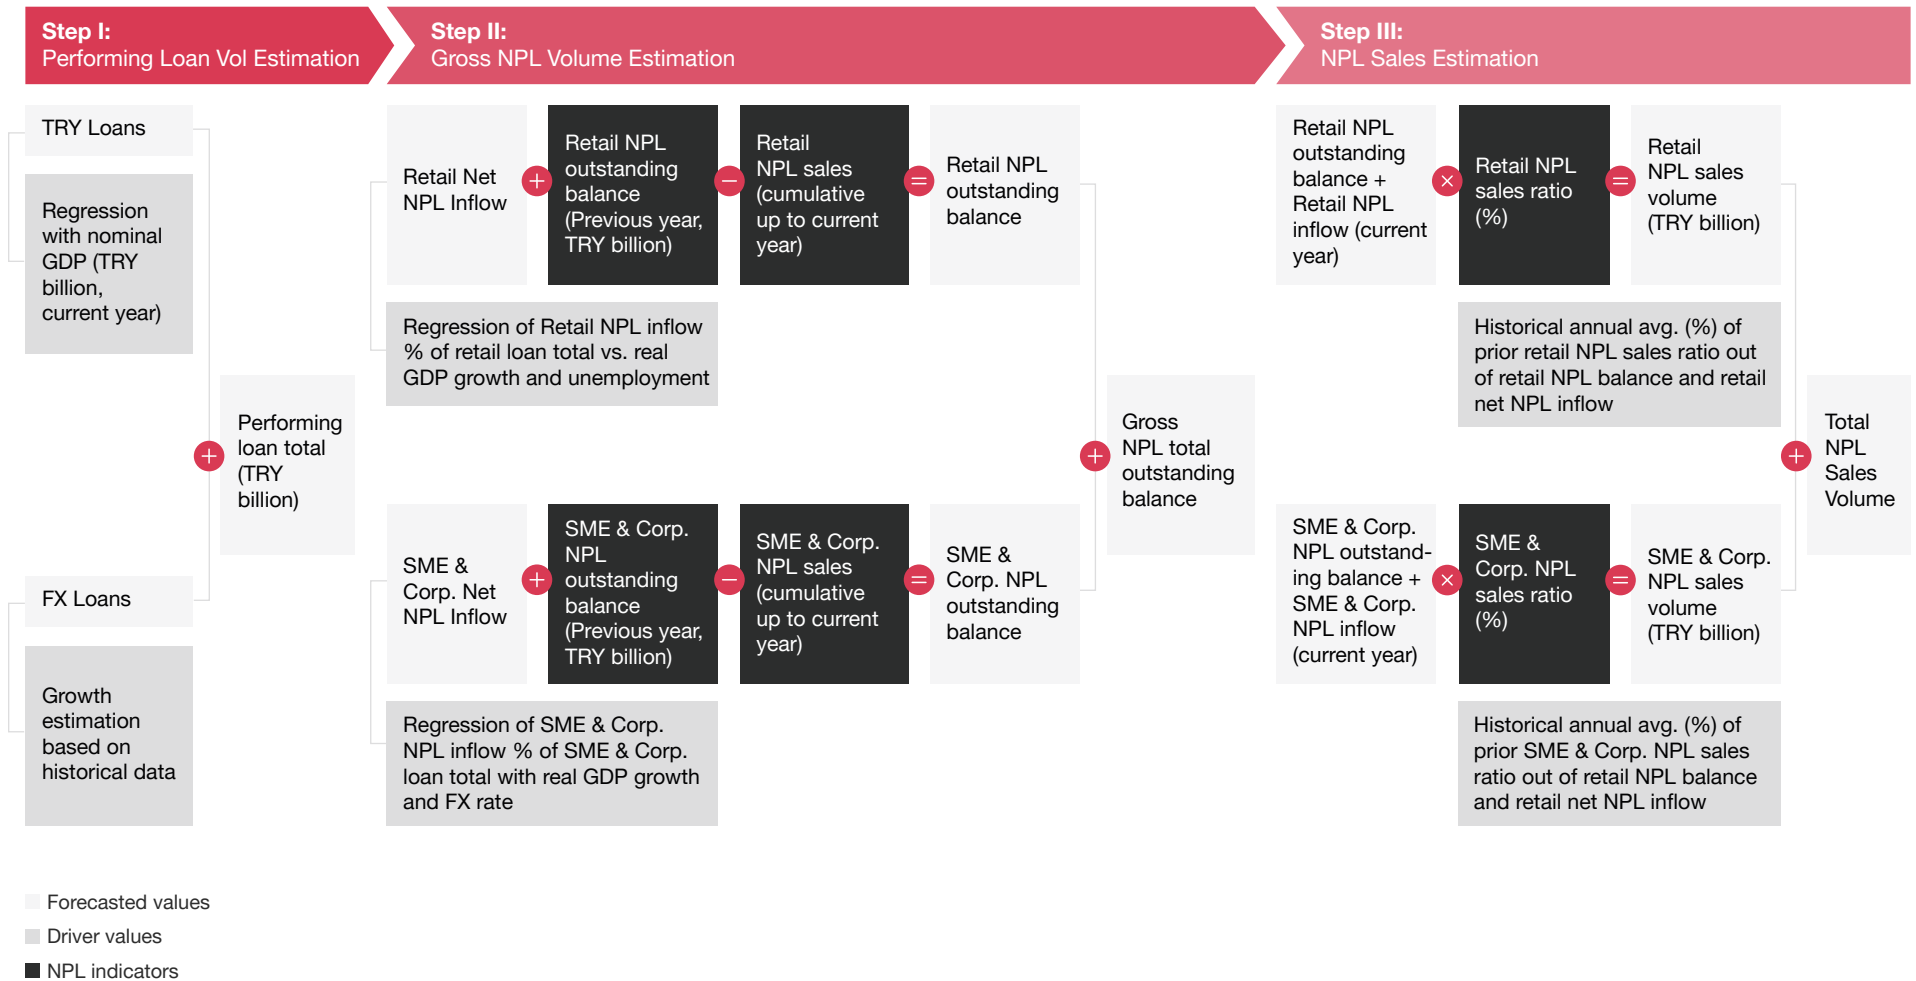 Step I:
Performing Loan Vol Estimation
Step II:
Gross NPL Volume Estimation
Step III:
NPL Sales Estimation
TRY Loans
Regression
with nominal
GDP (TRY
billion,
current year)
FX Loans
Growth
estimation
based on
historical data
+
Performing
loan total
(TRY
billion)
Retail Net
NPL Inflow
+
Retail NPL
outstanding
balance
(Previous year,
TRY billion)
−
Retail
NPL sales
(cumulative
up to current
year)
=
Retail NPL
outstanding
balance
Regression of Retail NPL inflow
% of retail loan total vs. real
GDP growth and unemployment
SME &
Corp. Net
NPL Inflow
+
SME & Corp.
NPL
outstanding
balance
(Previous year,
TRY billion)
−
SME & Corp.
NPL sales
(cumulative
up to current
year)
=
SME &
Corp. NPL
outstanding
balance
Regression of SME & Corp.
NPL inflow % of SME & Corp.
loan total with real GDP growth
and FX rate
+
Gross
NPL total
outstanding
balance
Retail NPL
outstanding
balance +
Retail NPL
inflow (current
year)
×
Retail NPL
sales ratio
(%)
=
Retail
NPL sales
volume
(TRY billion)
Historical annual avg. (%) of
prior retail NPL sales ratio out
of retail NPL balance and retail
net NPL inflow
SME & Corp.
NPL outstand-
ing balance +
SME & Corp.
NPL inflow
(current year)
×
SME &
Corp. NPL
sales ratio
(%)
=
SME & Corp.
NPL sales
volume
(TRY billion)
Historical annual avg. (%) of
prior SME & Corp. NPL sales
ratio out of retail NPL balance
and retail net NPL inflow
+
Total
NPL
Sales
Volume
Forecasted values
Driver values
NPL indicators